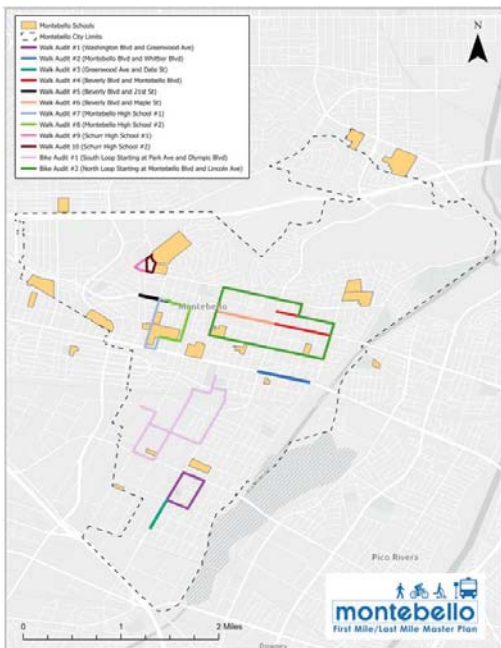 Montebello Schools
Montebello City Limits
Walk Audit #1 (Washington Blvd and Greenwood Ave)
Walk Audit #2 (Montebello Blvd and Whittier Blvd)
Walk Audit #3 (Greenwood Ave and Date St)
Walk Audit #4 (Beverly Blvd and Montebello Blvd)
Walk Audit #5 (Beverly Blvd and 21st St)
Walk Audit #6 (Beverly Blvd and Maple St)
Walk Audit #7 (Montebello High School #1)
Walk Audit #8 (Montebello High School #2)
Walk Audit #9 (Schurr High School #1)
Walk Audit 10 (Schurr High School #2)
Bike Audit #1 (South Loop Starting at Park Ave and Olympic Blvd)
Bike Audit #2 (North Loop Starting at Montebello Blvd and Lincoln Ave)
N
Montebello
Pico Rivera
montebello
First Mile/Last Mile Master Plan
0 1 2 Miles
Downey